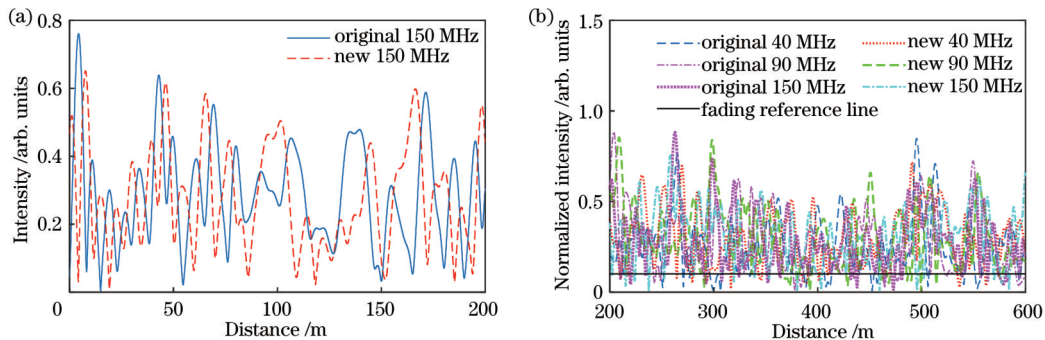 (a)
0.8
0.6
0.4
0.2
0
50
100
150
200
Intensity /arb. units
Distance /m
original 150 MHz
new 150 MHz
(b)
1.5
1.0
0.5
0
200
300
400
500
600
Normalized intensity /arb. units
Distance /m
original 40 MHz
original 90 MHz
original 150 MHz
fading reference line
new 40 MHz
new 90 MHz
new 150 MHz